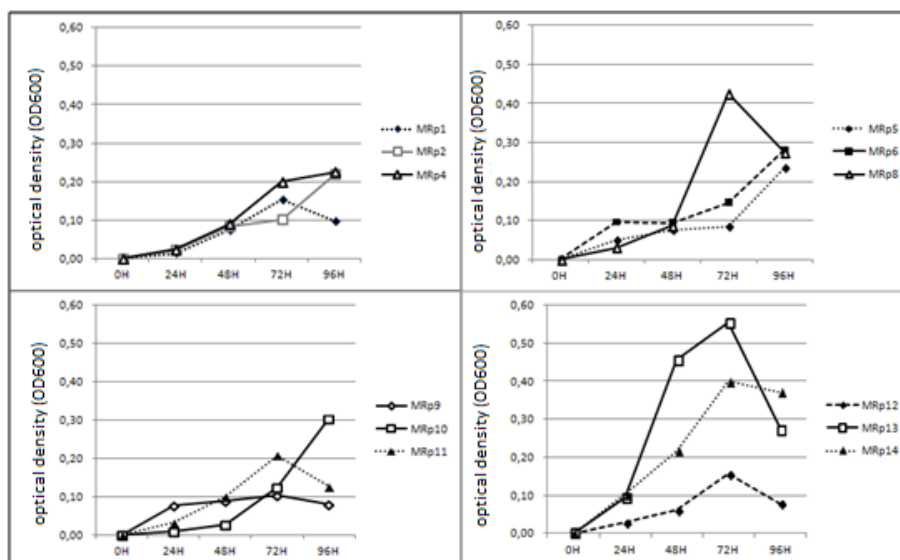 optical density (OD600)
0,60
0,50
0,40
0,30
0,20
0,10
0,00
0H 24H 48H 72H 96H
MRp1
MRp2
MRp4
optical density (OD600)
0,60
0,50
0,40
0,30
0,20
0,10
0,00
0H 24H 48H 72H 96H
MRp5
MRp6
MRp8
optical density (OD600)
0,60
0,50
0,40
0,30
0,20
0,10
0,00
0H 24H 48H 72H 96H
MRp9
MRp10
MRp11
optical density (OD600)
0,60
0,50
0,40
0,30
0,20
0,10
0,00
0H 24H 48H 72H 96H
MRp12
MRp13
MRp14